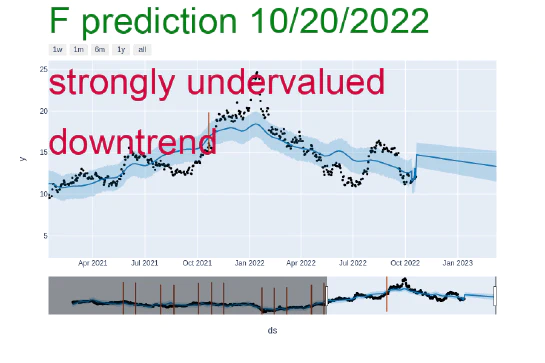 F prediction 10/20/2022
1w 1m 6m 1y all
25
strongly undervalued
20
downtrend
15
y
10
5
Apr 2021 Jul 2021 Oct 2021 Jan 2022 Apr 2022 Jul 2022 Oct 2022 Jan 2023
ds